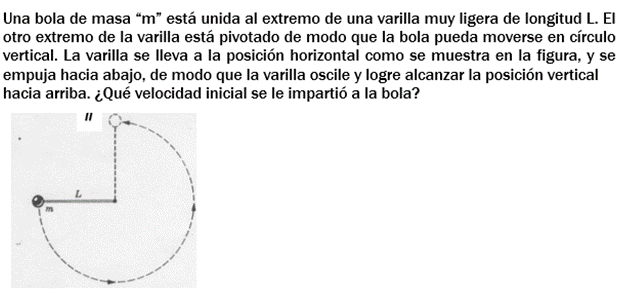 Una bola de masa “m” está unida al extremo de una varilla muy ligera de longitud L. El
otro extremo de la varilla está pivotado de modo que la bola pueda moverse en círculo
vertical. La varilla se lleva a la posición horizontal como se muestra en la figura, y se
empuja hacia abajo, de modo que la varilla oscile y logre alcanzar la posición vertical
hacia arriba. ¿Qué velocidad inicial se le impartió a la bola?
L
m